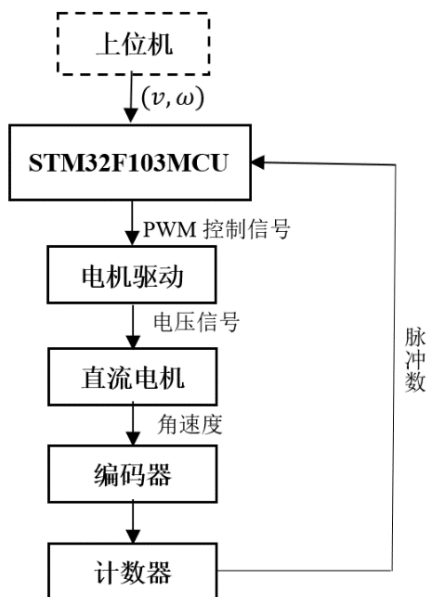 上位机
(v, ω)
STM32F103MCU
PWM 控制信号
电机驱动
电压信号
直流电机
角速度
编码器
计数器
脉冲数